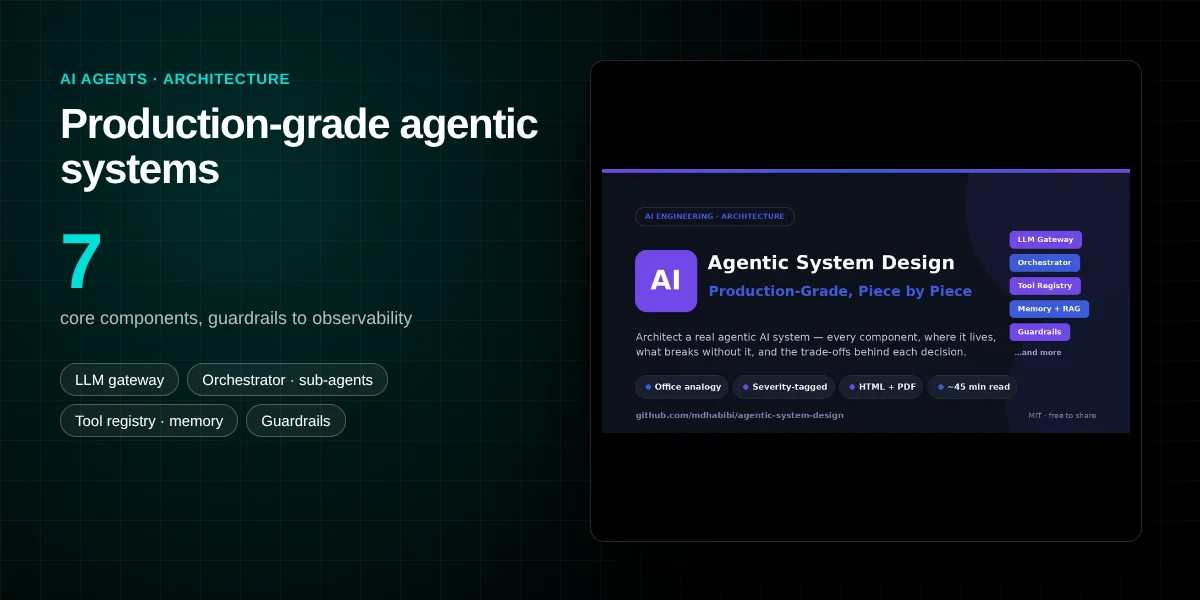 AI AGENTS · ARCHITECTURE
Production-grade agentic
systems
7
core components, guardrails to observability
LLM gateway
Orchestrator · sub-agents
Tool registry · memory
Guardrails
AI ENGINEERING · ARCHITECTURE
AI
Agentic System Design
Production-Grade, Piece by Piece
Architect a real agentic AI system — every component, where it lives,
what breaks without it, and the trade-offs behind each decision.
Office analogy
Severity-tagged
HTML + PDF
~45 min read
github.com/mdhabibi/agentic-system-design
LLM Gateway
Orchestrator
Tool Registry
Memory + RAG
Guardrails
...and more
MIT · free to share